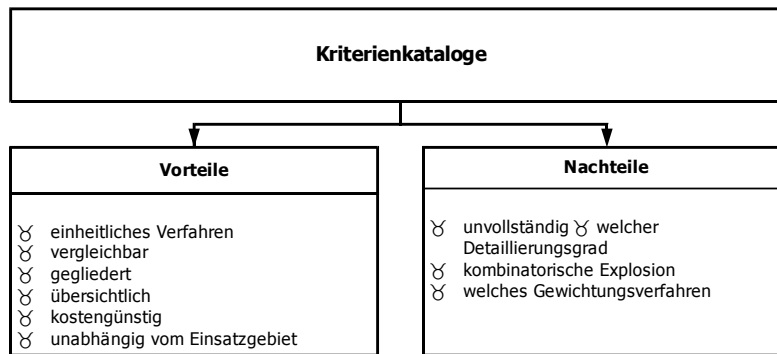 Kriterienkataloge
Vorteile
♉ einheitliches Verfahren
♉ vergleichbar
♉ gegliedert
♉ übersichtlich
♉ kostengünstig
♉ unabhängig vom Einsatzgebiet
Nachteile
♉ unvollständig ♉ welcher
Detaillierungsgrad
♉ kombinatorische Explosion
♉ welches Gewichtungsverfahren